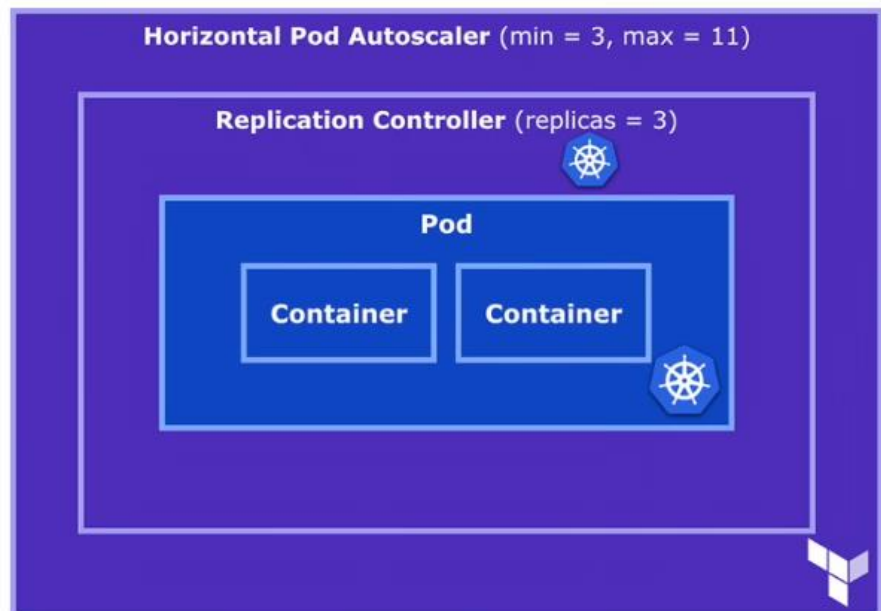 Horizontal Pod Autoscaler (min = 3, max = 11)
Replication Controller (replicas = 3)
Pod
Container
Container